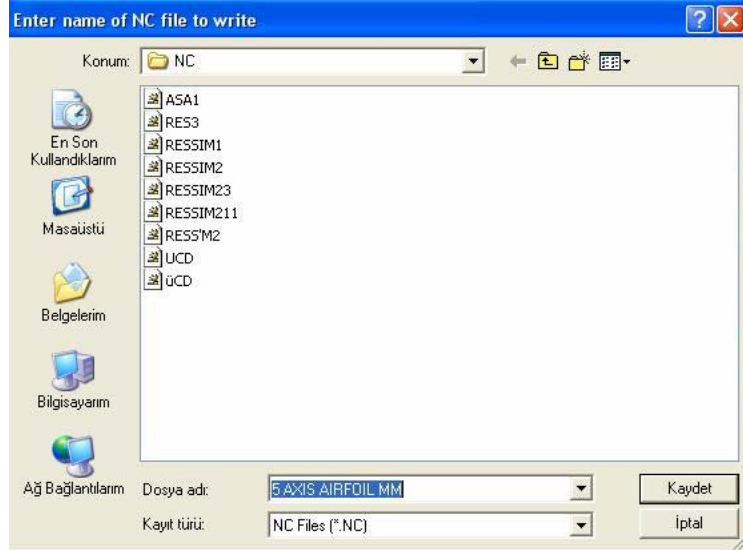 Enter name of NC file to write
Konum:
NC
En Son
Kullandıklarım
Masaüstü
Belgelerim
Bilgisayarım
Ağ Bağlantılarım
ASA1
RES3
RESSIM1
RESSIM2
RESSIM23
RESSIM211
RESS'M2
UCD
üCD
Dosya adı:
5 AXIS AIRFOIL MM
Kaydet
Kayıt türü:
NC Files (*.NC)
İptal